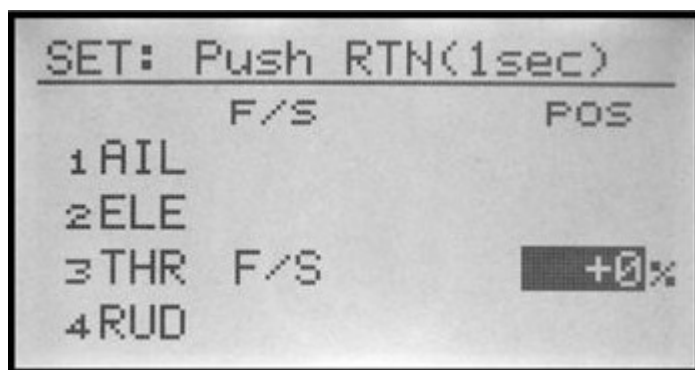 SET: Push RTN(1sec)
F/S POS
1AIL
2ELE
3THR F/S +0%
4RUD